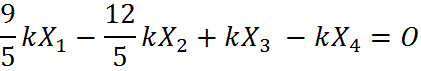 9/5 kX₁ − 12/5 kX₂ + kX₃ − kX₄ = O